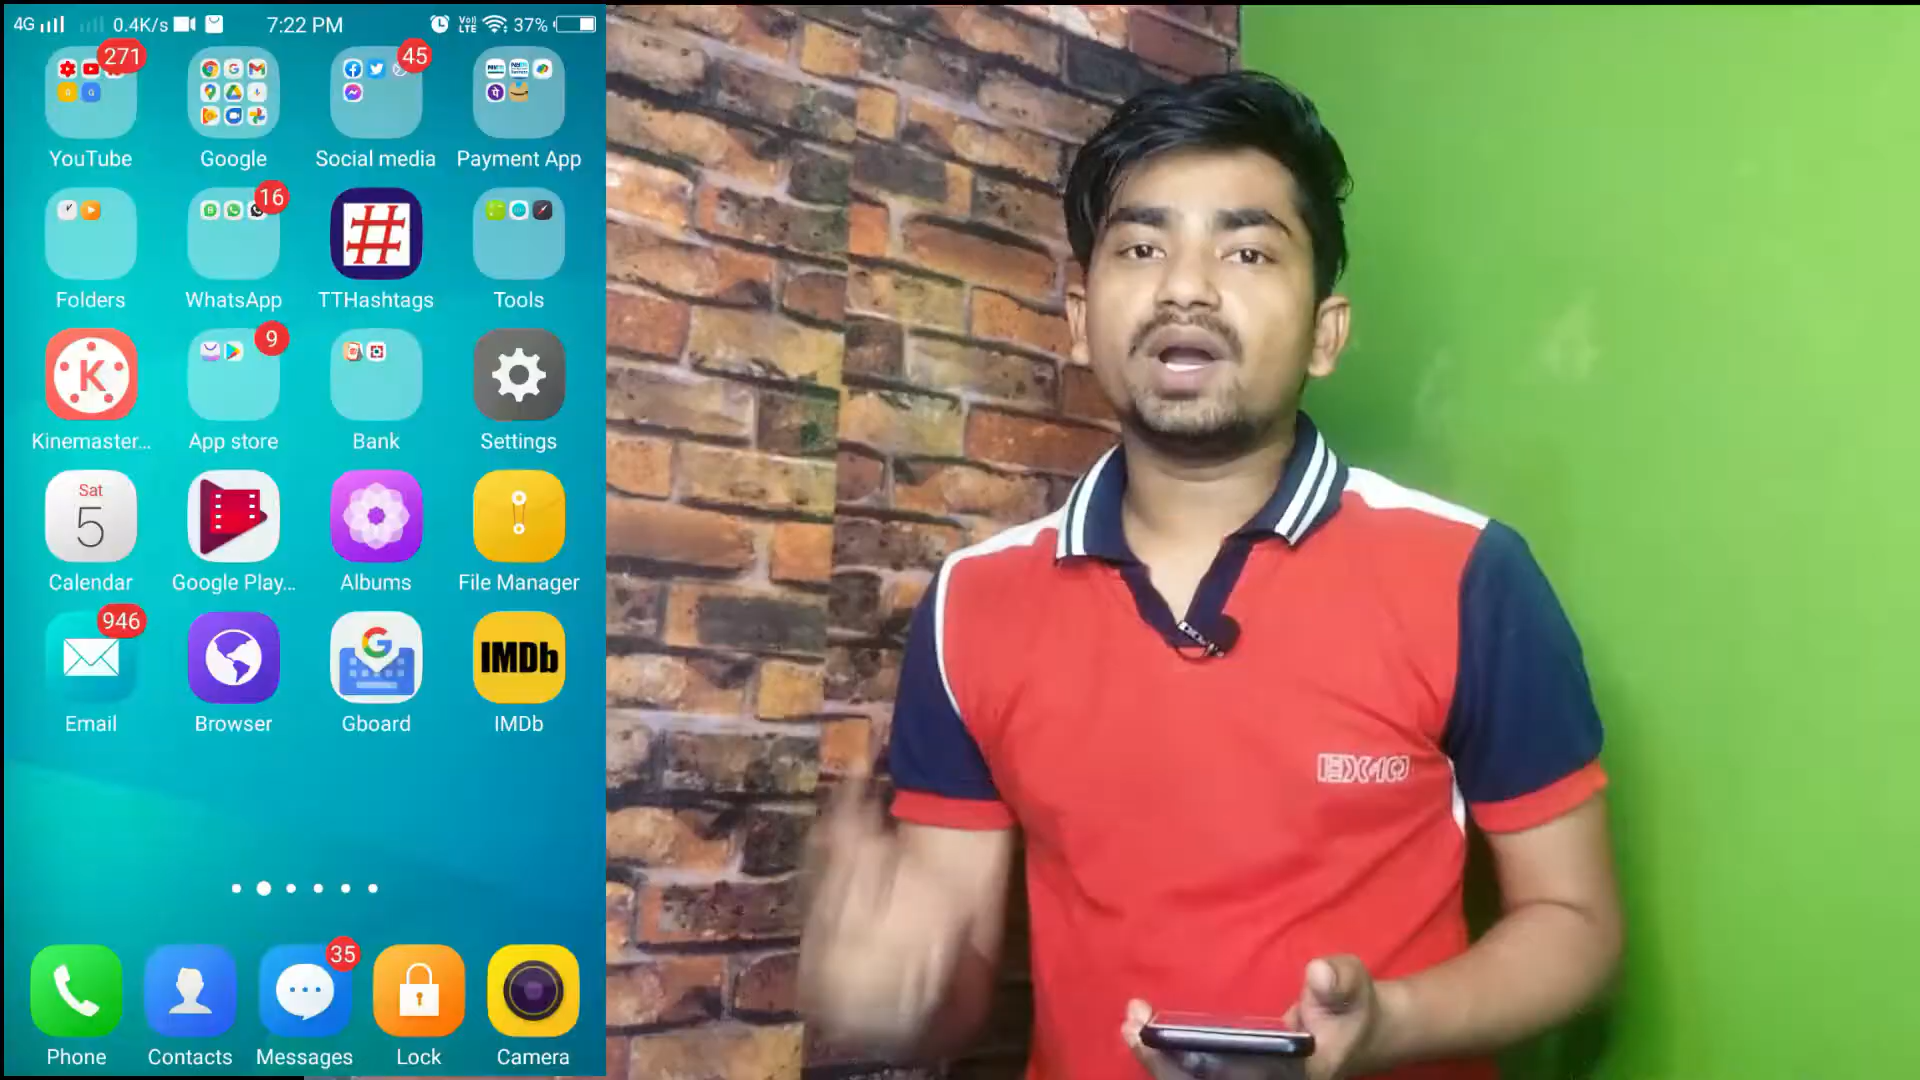 4G 0.4K/s 7:22 PM VoI) LTE 37%
271 45
YouTube Google Social media Payment App
16
#
Folders WhatsApp TTHashtags Tools
K 9
Kinemaster... App store Bank Settings
Sat
5
Calendar Google Play... Albums File Manager
946 G IMDb
Email Browser Gboard IMDb
35
Phone Contacts Messages Lock Camera